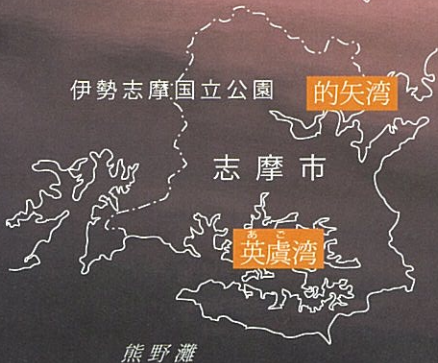 伊勢志摩国立公園
的矢湾
志摩市
あご
英虞湾
熊野灘